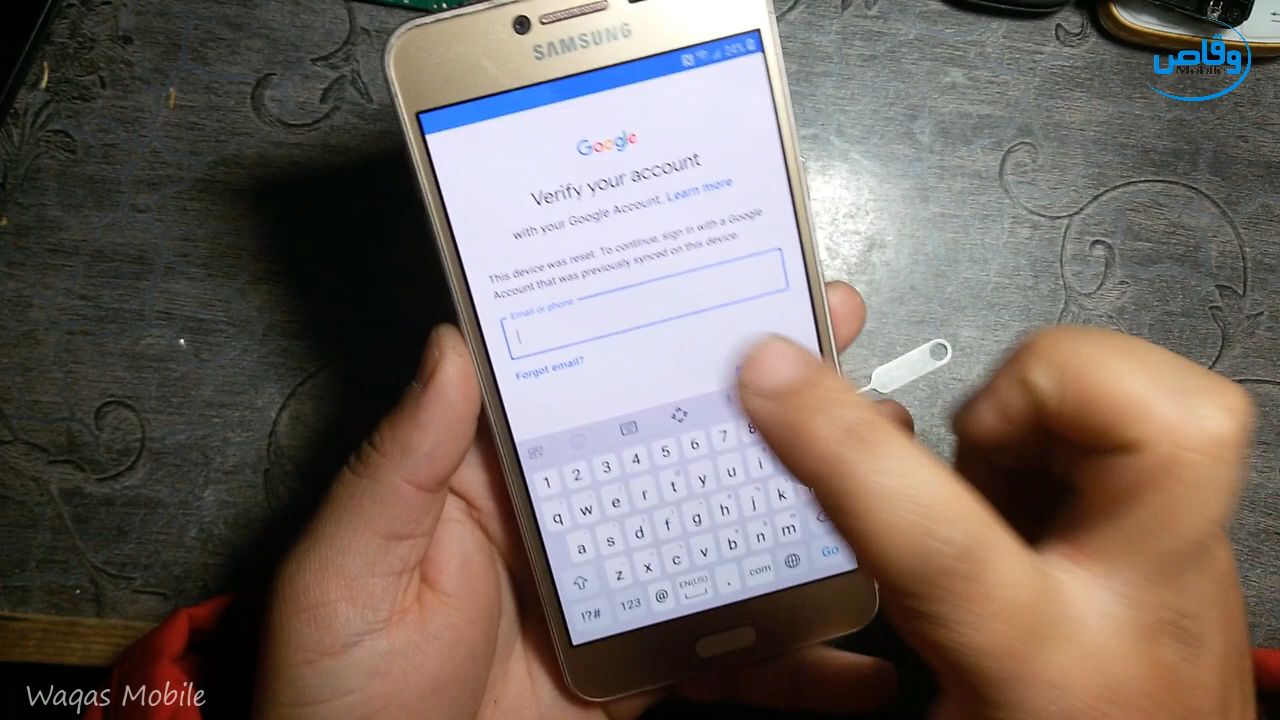 وقاص
Mobile
SAMSUNG
24%
Google
Verify your account
with your Google Account. Learn more
This device was reset. To continue, sign in with a Google
Account that was previously synced on this device.
Email or phone
Forgot email?
1 2 3 4 5 6 7 8
q w e r t y u i
a s d f g h j k
z x c v b n m
!?# 123 @ EN(US) . .com Go
Waqas Mobile